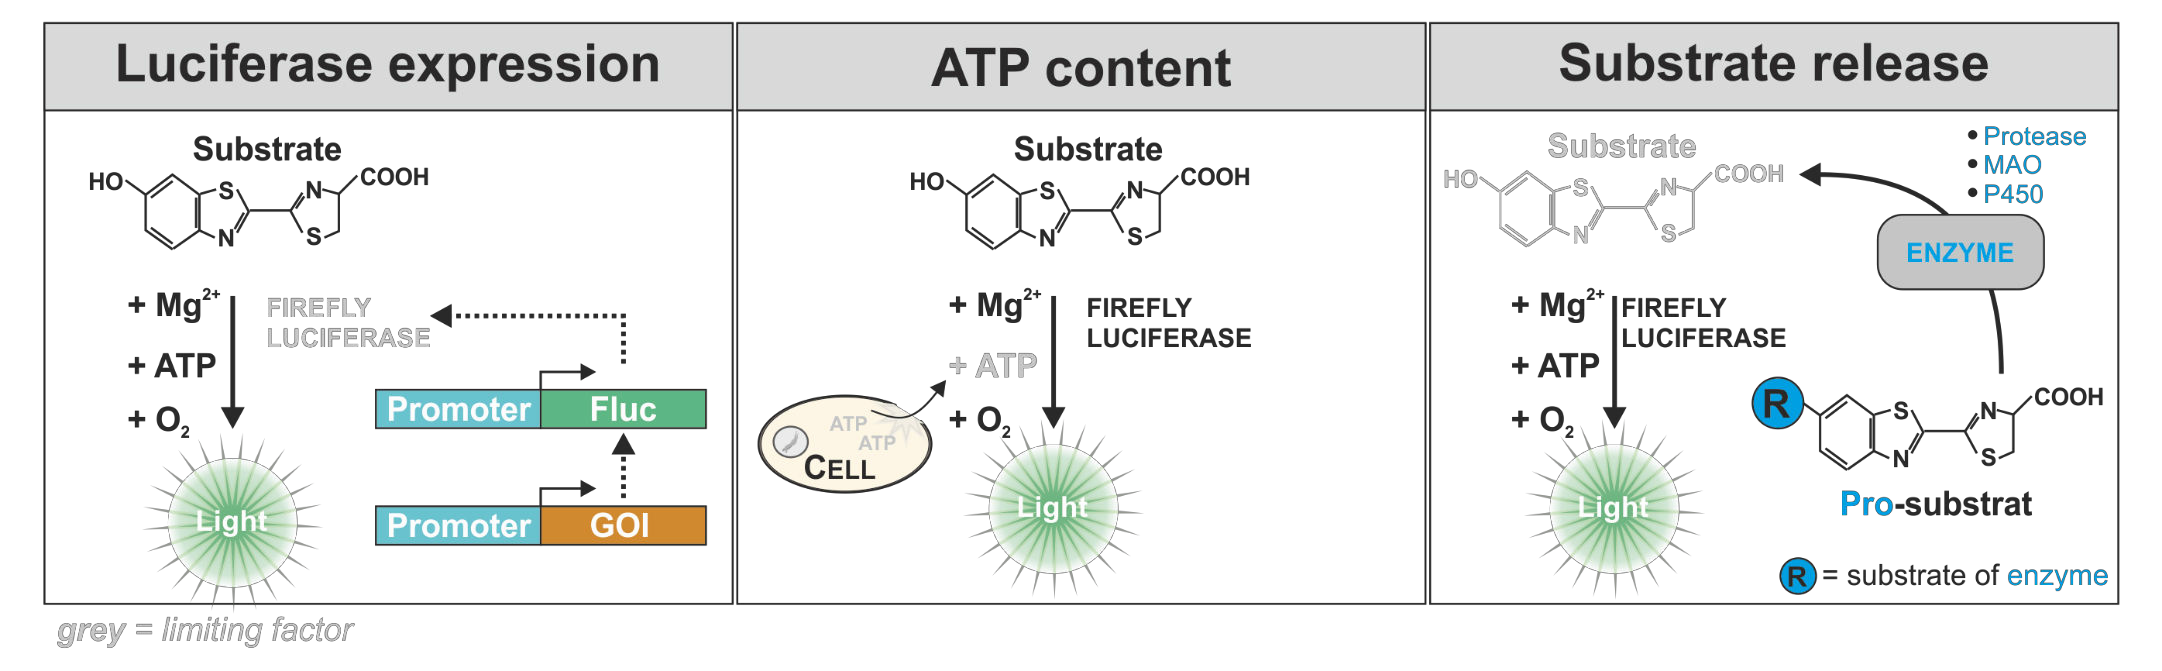 Luciferase expression
Substrate
HO
S
N
N
S
COOH
+ Mg²⁺
FIREFLY
LUCIFERASE
+ ATP
+ O₂
Promoter Fluc
Promoter GOI
Light
ATP content
Substrate
HO
S
N
N
S
COOH
+ Mg²⁺
FIREFLY
LUCIFERASE
+ ATP
+ O₂
ATP
ATP
CELL
Light
Substrate release
Substrate
HO
S
N
N
S
COOH
• Protease
• MAO
• P450
ENZYME
+ Mg²⁺
FIREFLY
LUCIFERASE
+ ATP
+ O₂
R
S
N
N
S
COOH
Pro-substrat
Light
R = substrate of enzyme
grey = limiting factor